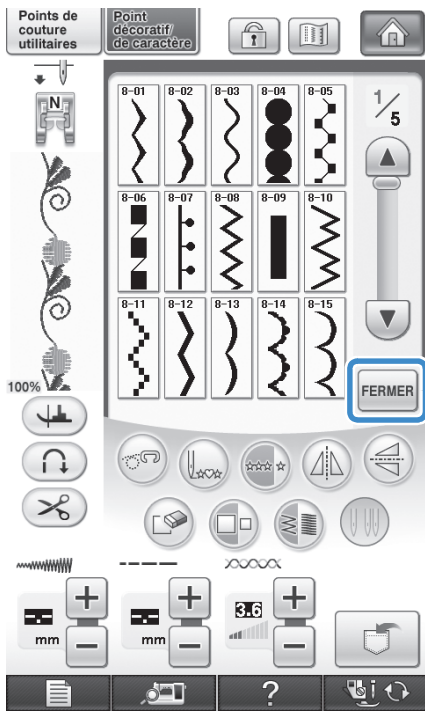 Points de
couture
utilitaires
Point
décoratif/
de caractère
N
8-01 8-02 8-03 8-04 8-05
1/5
8-06 8-07 8-08 8-09 8-10
8-11 8-12 8-13 8-14 8-15
100%
FERMER
3.6
mm mm
?